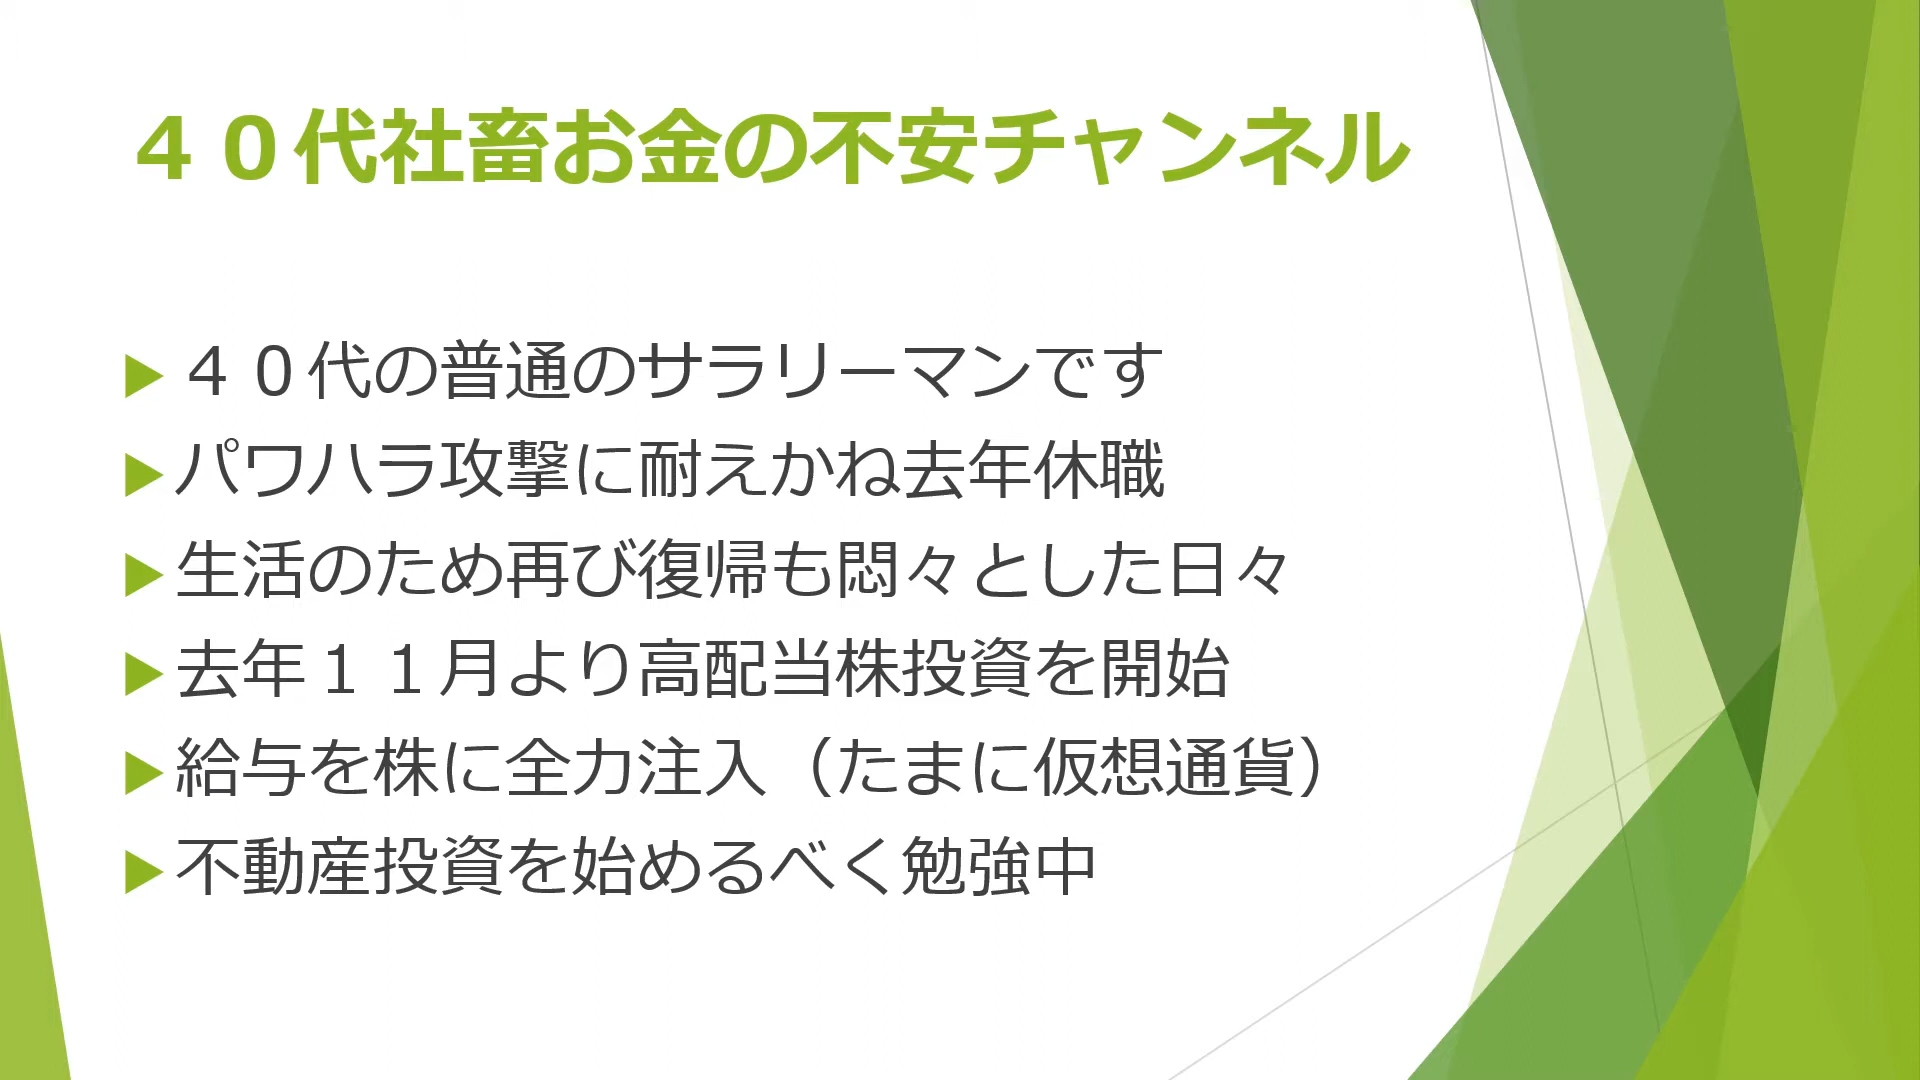 ４０代社畜お金の不安チャンネル
４０代の普通のサラリーマンです
パワハラ攻撃に耐えかね去年休職
生活のため再び復帰も悶々とした日々
去年１１月より高配当株投資を開始
給与を株に全力注入（たまに仮想通貨）
不動産投資を始めるべく勉強中